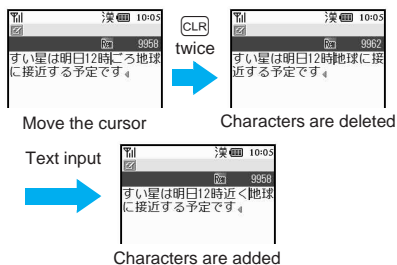 漢 10:05
9958
すい星は明日12時ごろ地球
に接近する予定です
Move the cursor
CLR
twice
漢 10:05
9962
すい星は明日12時地球に接
近する予定です
Characters are deleted
Text input
漢 10:05
9958
すい星は明日12時近く地球
に接近する予定です
Characters are added